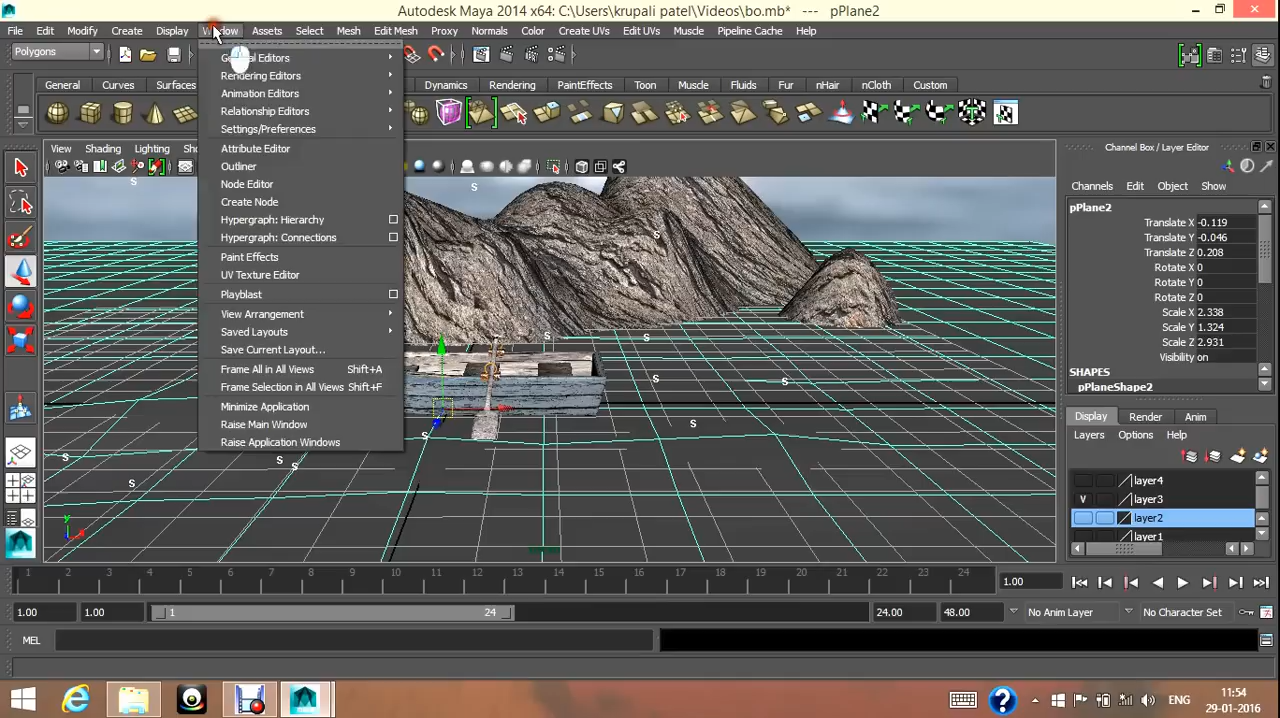 Autodesk Maya 2014 x64: C:\Users\krupali patel\Videos\bo.mb* --- pPlane2
File Edit Modify Create Display Window Assets Select Mesh Edit Mesh Proxy Normals Color Create UVs Edit UVs Muscle Pipeline Cache Help
Polygons
General Curves Surfaces Dynamics Rendering PaintEffects Toon Muscle Fluids Fur nHair nCloth Custom
View Shading Lighting
Editors
Rendering Editors
Animation Editors
Relationship Editors
Settings/Preferences
Attribute Editor
Outliner
Node Editor
Create Node
Hypergraph: Hierarchy
Hypergraph: Connections
Paint Effects
UV Texture Editor
Playblast
View Arrangement
Saved Layouts
Save Current Layout...
Frame All in All Views Shift+A
Frame Selection in All Views Shift+F
Minimize Application
Raise Main Window
Raise Application Windows
Channel Box / Layer Editor
Channels Edit Object Show
pPlane2
Translate X -0.119
Translate Y -0.046
Translate Z 0.208
Rotate X 0
Rotate Y 0
Rotate Z 0
Scale X 2.338
Scale Y 1.324
Scale Z 2.931
Visibility on
SHAPES
pPlaneShape2
Display Render Anim
Layers Options Help
layer4
V layer3
layer2
layer1
S S S S S S S S S S S S S S
y x
1 2 3 4 5 6 7 8 9 10 11 12 13 14 15 16 17 18 19 20 21 22 23 24 1.00
1.00 1.00 1 24 24.00 48.00 No Anim Layer No Character Set
MEL
ENG 11:54
29-01-2016